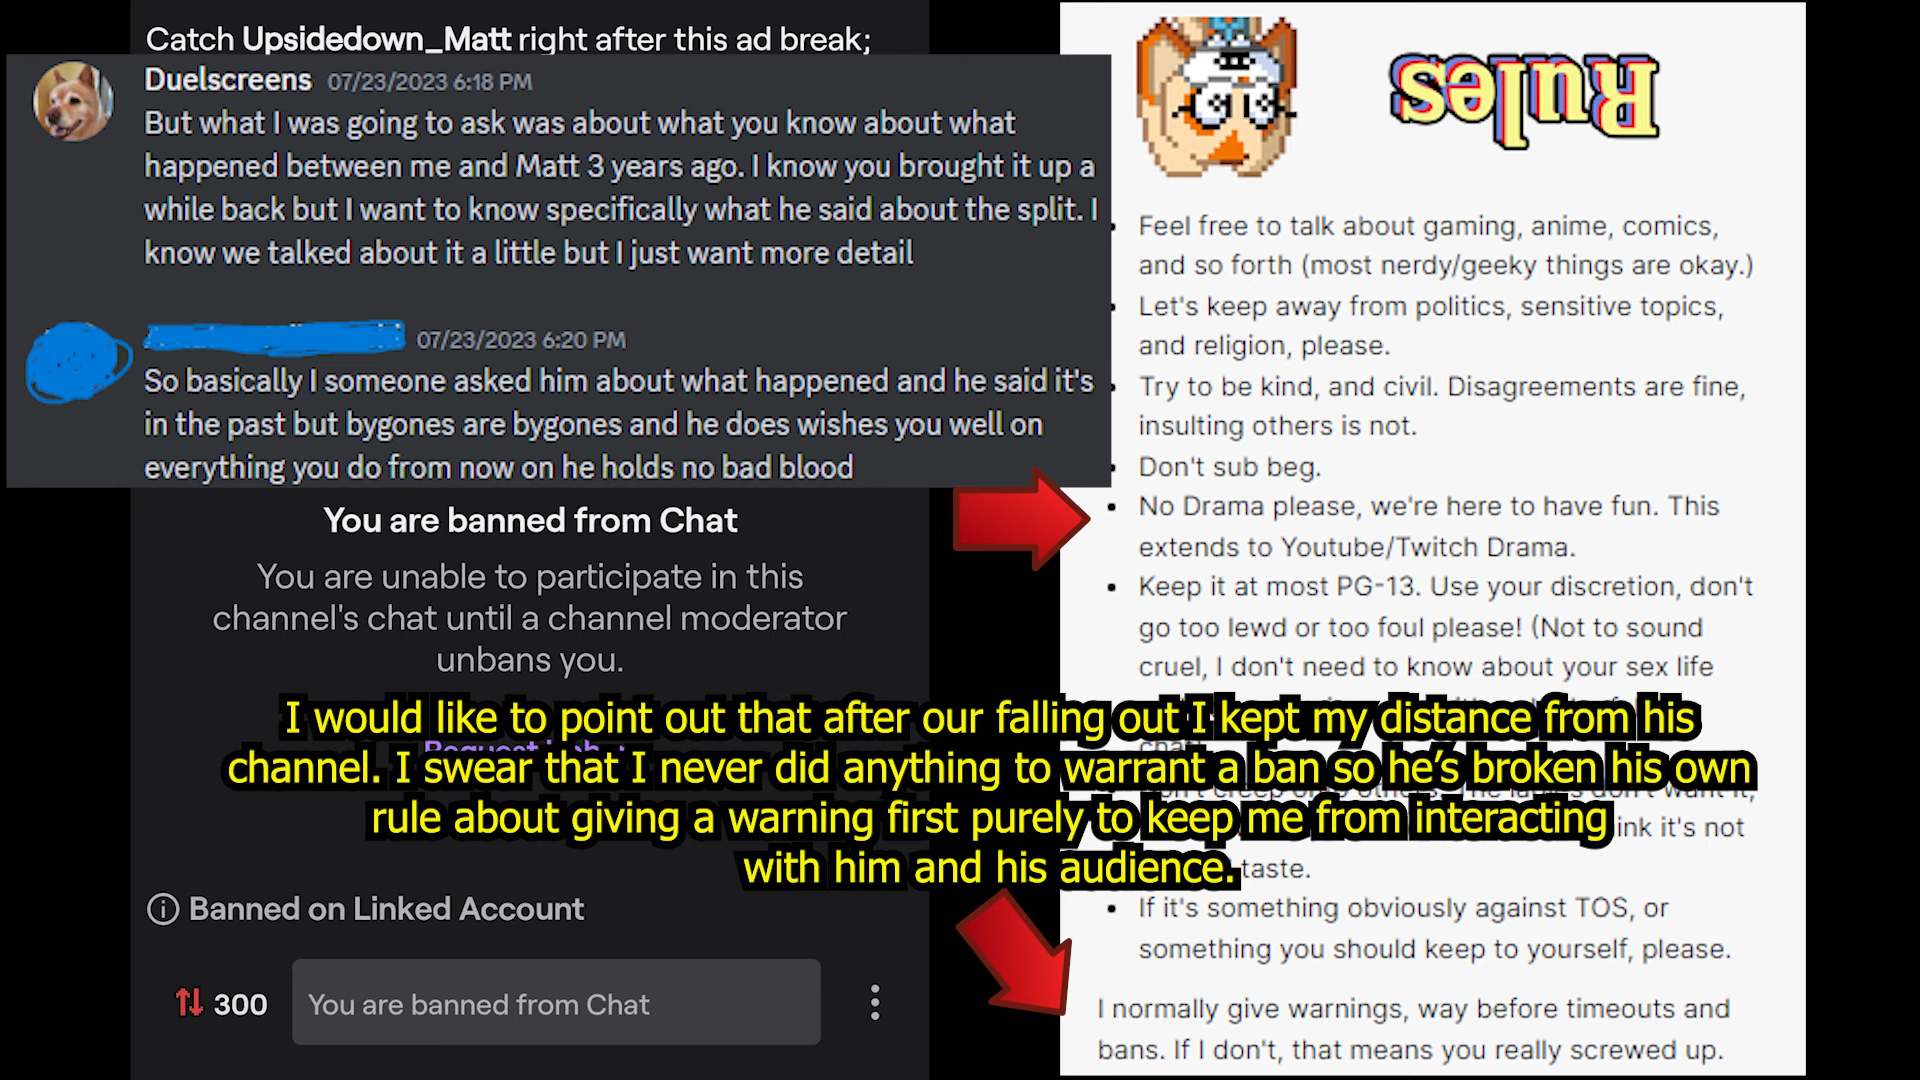 Catch Upsidedown_Matt right after this ad break;
Duelscreens 07/23/2023 6:18 PM
But what I was going to ask was about what you know about what
happened between me and Matt 3 years ago. I know you brought it up a
while back but I want to know specifically what he said about the split. I
know we talked about it a little but I just want more detail
07/23/2023 6:20 PM
So basically I someone asked him about what happened and he said it's
in the past but bygones are bygones and he does wishes you well on
everything you do from now on he holds no bad blood
You are banned from Chat
You are unable to participate in this
channel's chat until a channel moderator
unbans you.
Banned on Linked Account
300
You are banned from Chat
Rules
• Feel free to talk about gaming, anime, comics,
and so forth (most nerdy/geeky things are okay.)
• Let's keep away from politics, sensitive topics,
and religion, please.
• Try to be kind, and civil. Disagreements are fine,
insulting others is not.
• Don't sub beg.
• No Drama please, we're here to have fun. This
extends to Youtube/Twitch Drama.
• Keep it at most PG-13. Use your discretion, don't
go too lewd or too foul please! (Not to sound
cruel, I don't need to know about your sex life
it's not
taste.
• If it's something obviously against TOS, or
something you should keep to yourself, please.
I normally give warnings, way before timeouts and
bans. If I don't, that means you really screwed up.
I would like to point out that after our falling out I kept my distance from his
channel. I swear that I never did anything to warrant a ban so he’s broken his own
rule about giving a warning first purely to keep me from interacting
with him and his audience.